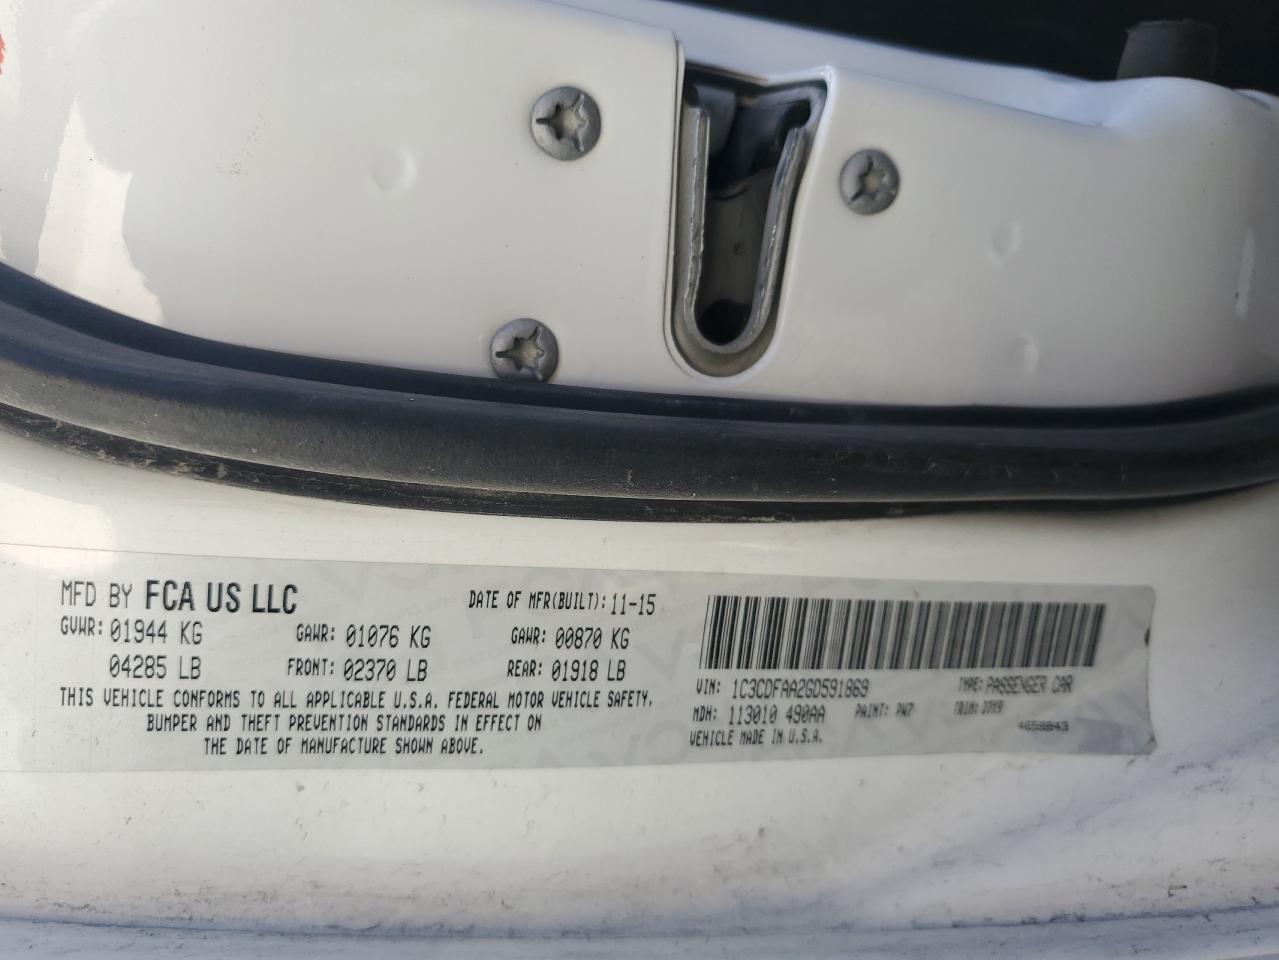 MFD BY FCA US LLC DATE OF MFR(BUILT): 11-15
GVWR: 01944 KG GAWR: 01076 KG GAWR: 00870 KG
04285 LB FRONT: 02370 LB REAR: 01918 LB
THIS VEHICLE CONFORMS TO ALL APPLICABLE U.S.A. FEDERAL MOTOR VEHICLE SAFETY,
BUMPER AND THEFT PREVENTION STANDARDS IN EFFECT ON
THE DATE OF MANUFACTURE SHOWN ABOVE.
VIN: 1C3CDFAA2GD591869 TYPE: PASSENGER CAR
MDH: 113010 490AA PAINT: PW7 TRIM:
VEHICLE MADE IN U.S.A. 4658843